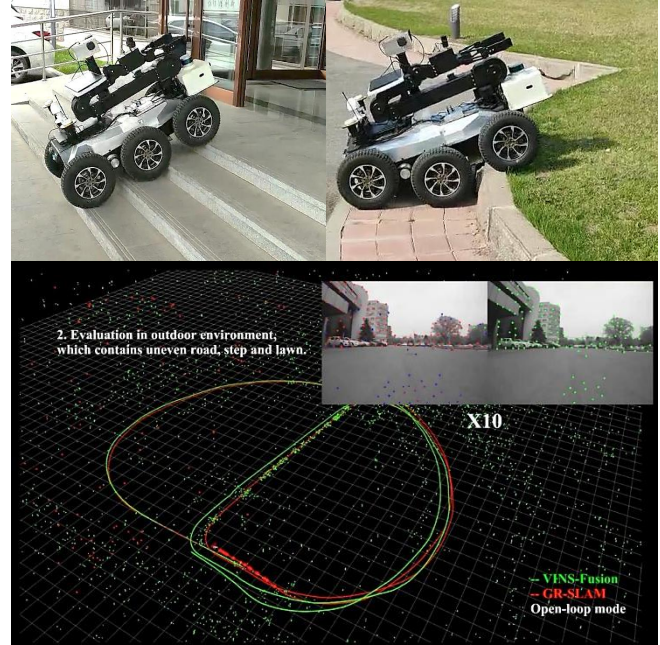 2. Evaluation in outdoor environment,
which contains uneven road, step and lawn.
X10
-- VINS-Fusion
-- GR-SLAM
Open-loop mode